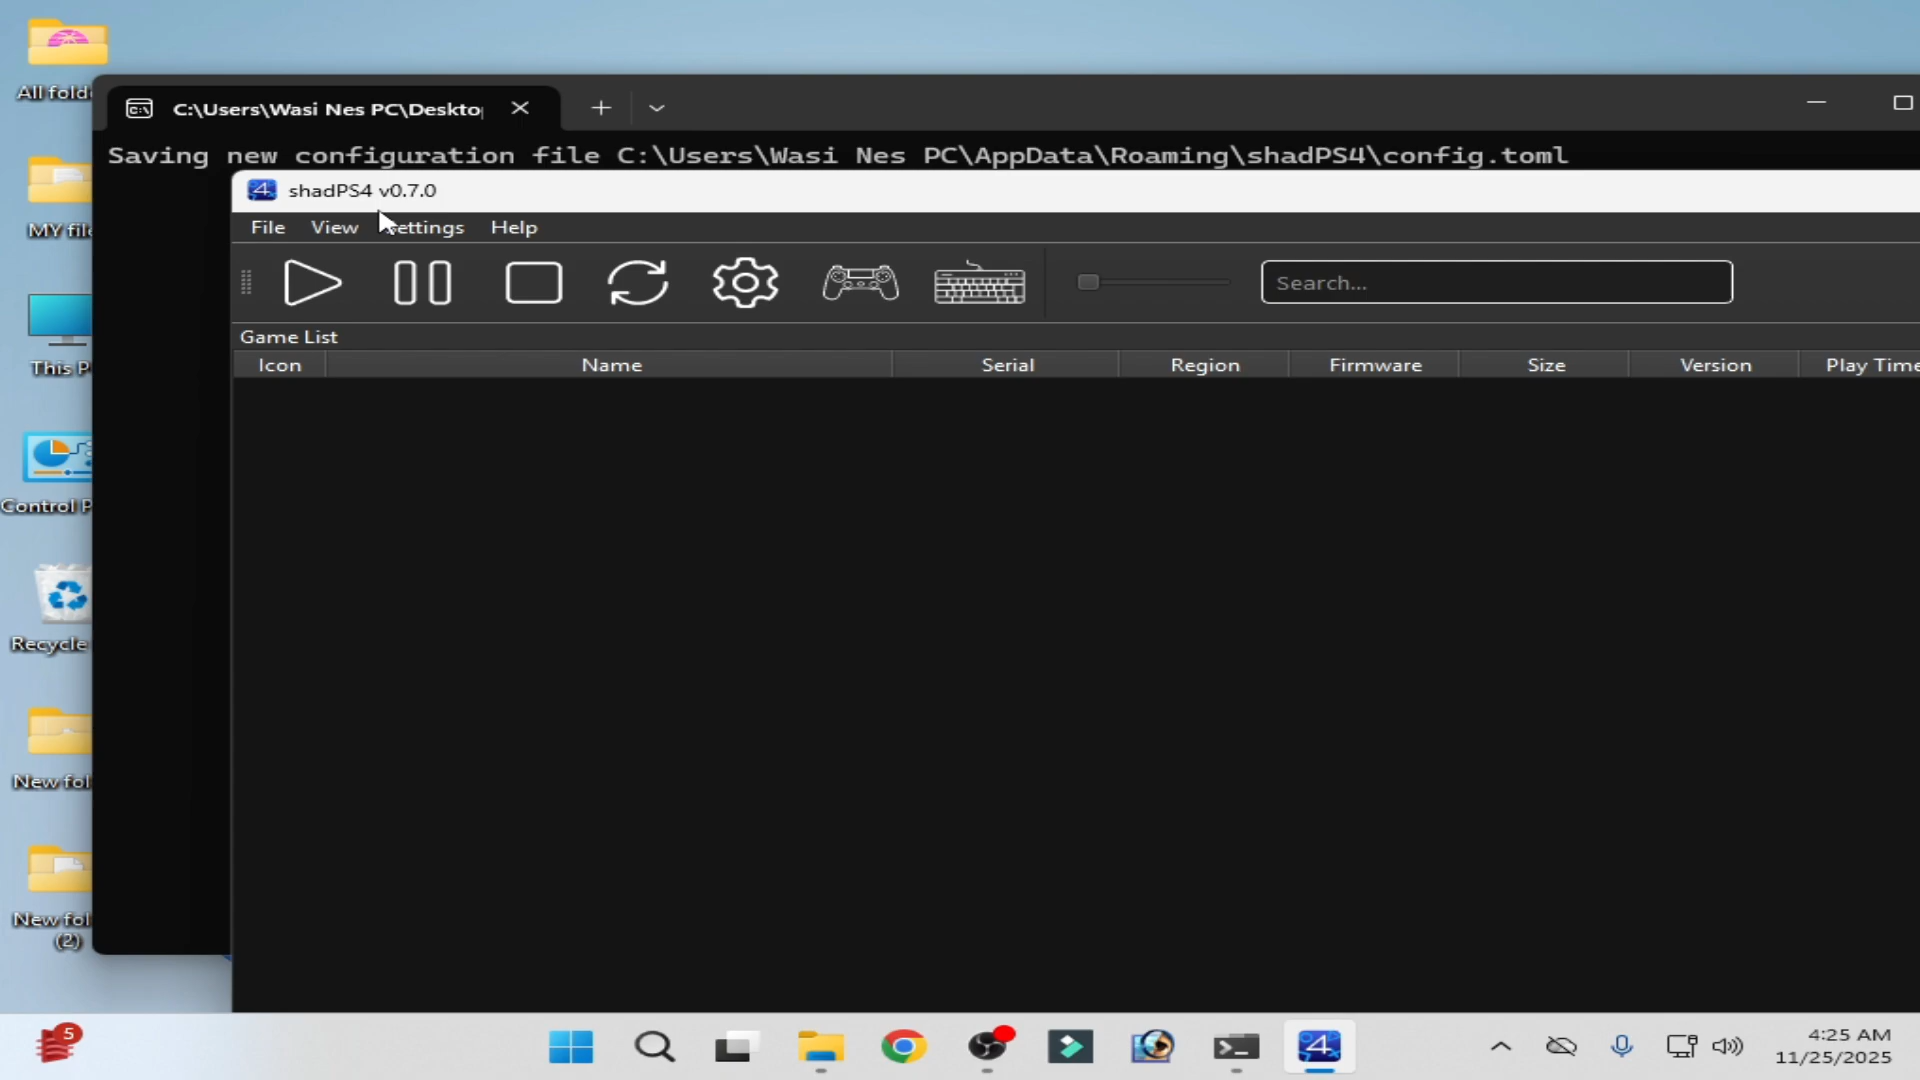 All fold
MY file
This P
Control P
Recycle
New fol
New fol
(2)
C:\Users\Wasi Nes PC\Deskto
Saving new configuration file C:\Users\Wasi Nes PC\AppData\Roaming\shadPS4\config.toml
shadPS4 v0.7.0
File View ettings Help
Search...
Game List
Icon Name Serial Region Firmware Size Version Play Time
5
4:25 AM
11/25/2025